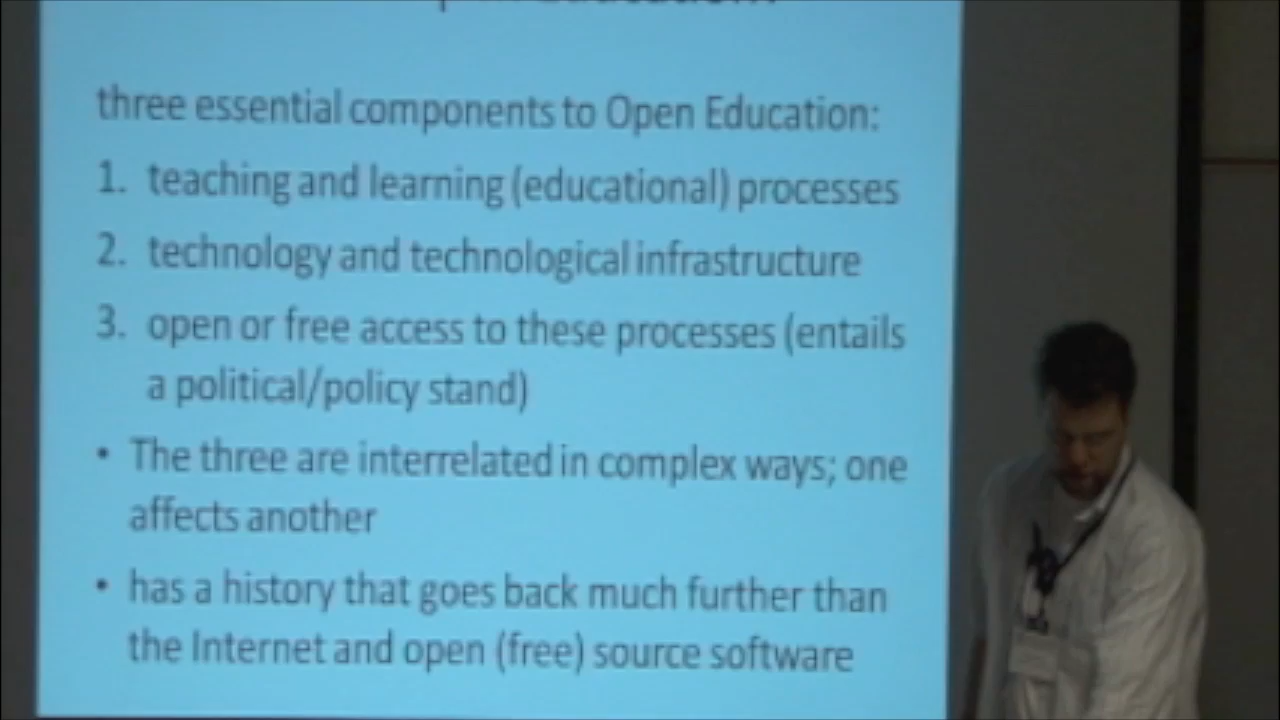 three essential components to Open Education:
1. teaching and learning (educational) processes
2. technology and technological infrastructure
3. open or free access to these processes (entails
a political/policy stand)
• The three are interrelated in complex ways; one
affects another
• has a history that goes back much further than
the Internet and open (free) source software